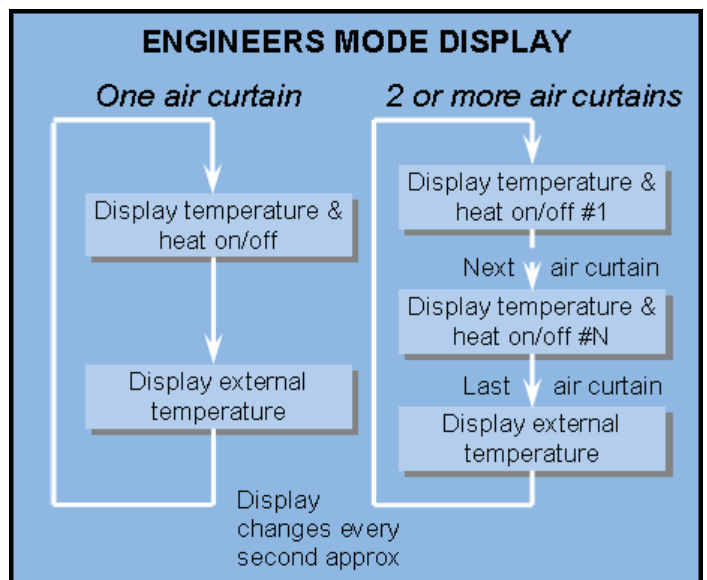 ENGINEERS MODE DISPLAY
One air curtain
Display temperature &
heat on/off
Display external
temperature
2 or more air curtains
Display temperature &
heat on/off #1
Next air curtain
Display temperature &
heat on/off #N
Last air curtain
Display external
temperature
Display
changes every
second approx